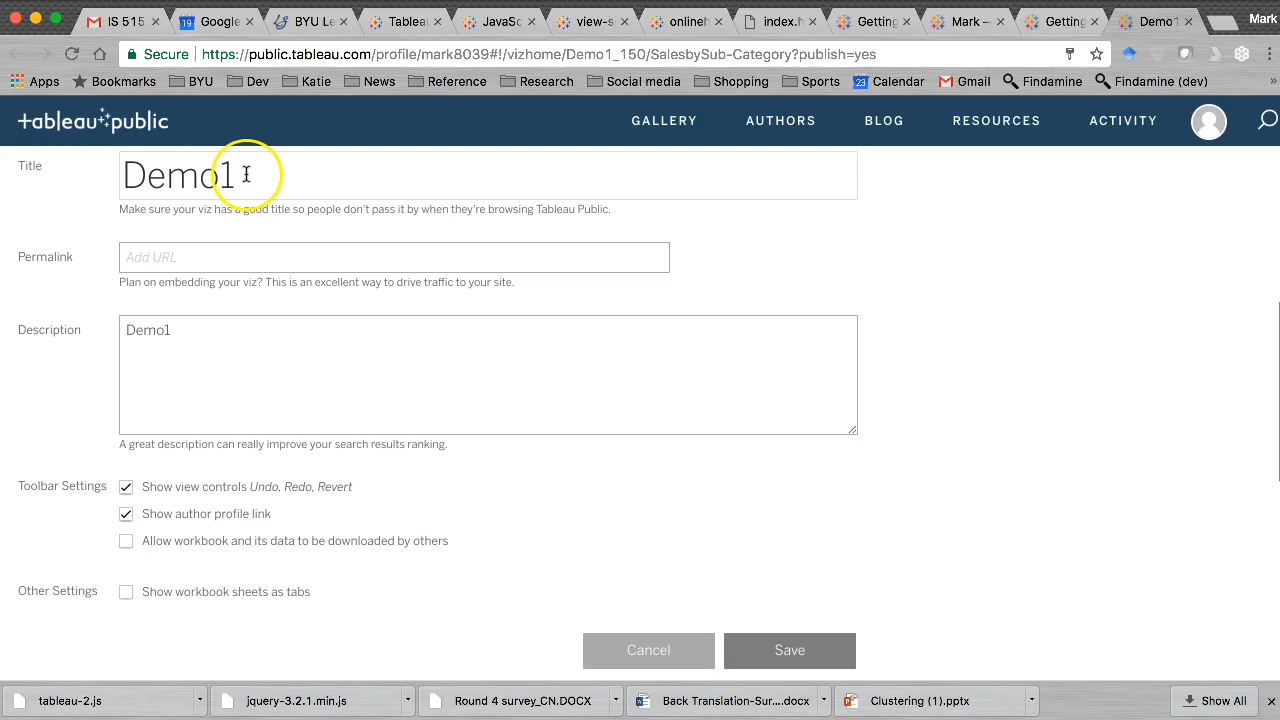 IS 515
Google
BYU Le
Tablea
JavaSc
view-s
onlineh
index.h
Getting
Mark –
Getting
Demo1
Mark
Secure https://public.tableau.com/profile/mark8039#!/vizhome/Demo1_150/SalesbySub-Category?publish=yes
Apps Bookmarks BYU Dev Katie News Reference Social media Shopping Sports 23 Calendar Gmail Findamine Findamine (dev) »
+ableau+public GALLERY AUTHORS BLOG RESOURCES ACTIVITY
Title Demo1
Make sure your viz has a good title so people don't pass it by when they're browsing Tableau Public.
Permalink Add URL
Plan on embedding your viz? This is an excellent way to drive traffic to your site.
Description Demo1
A great description can really improve your search results ranking.
Toolbar Settings Show view controls Undo, Redo, Revert
Show author profile link
Allow workbook and its data to be downloaded by others
Other Settings Show workbook sheets as tabs
Cancel Save
tableau-2.js jquery-3.2.1.min.js Round 4 survey_CN.DOCX Back Translation-Sur....docx Clustering (1).pptx Show All